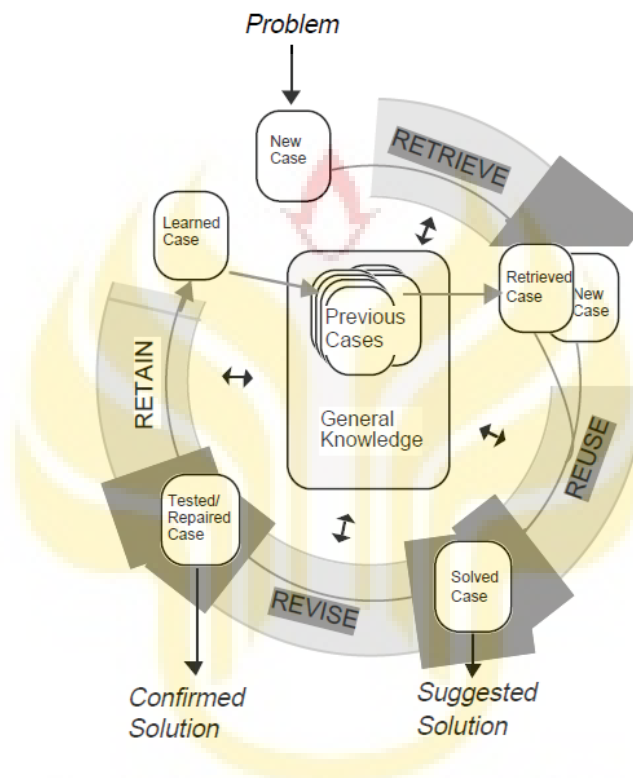 Problem
New
Case
RETRIEVE
Learned
Case
Retrieved
Case
New
Case
Previous
Cases
General
Knowledge
RETAIN
REUSE
Tested/
Repaired
Case
Solved
Case
REVISE
Confirmed
Solution
Suggested
Solution